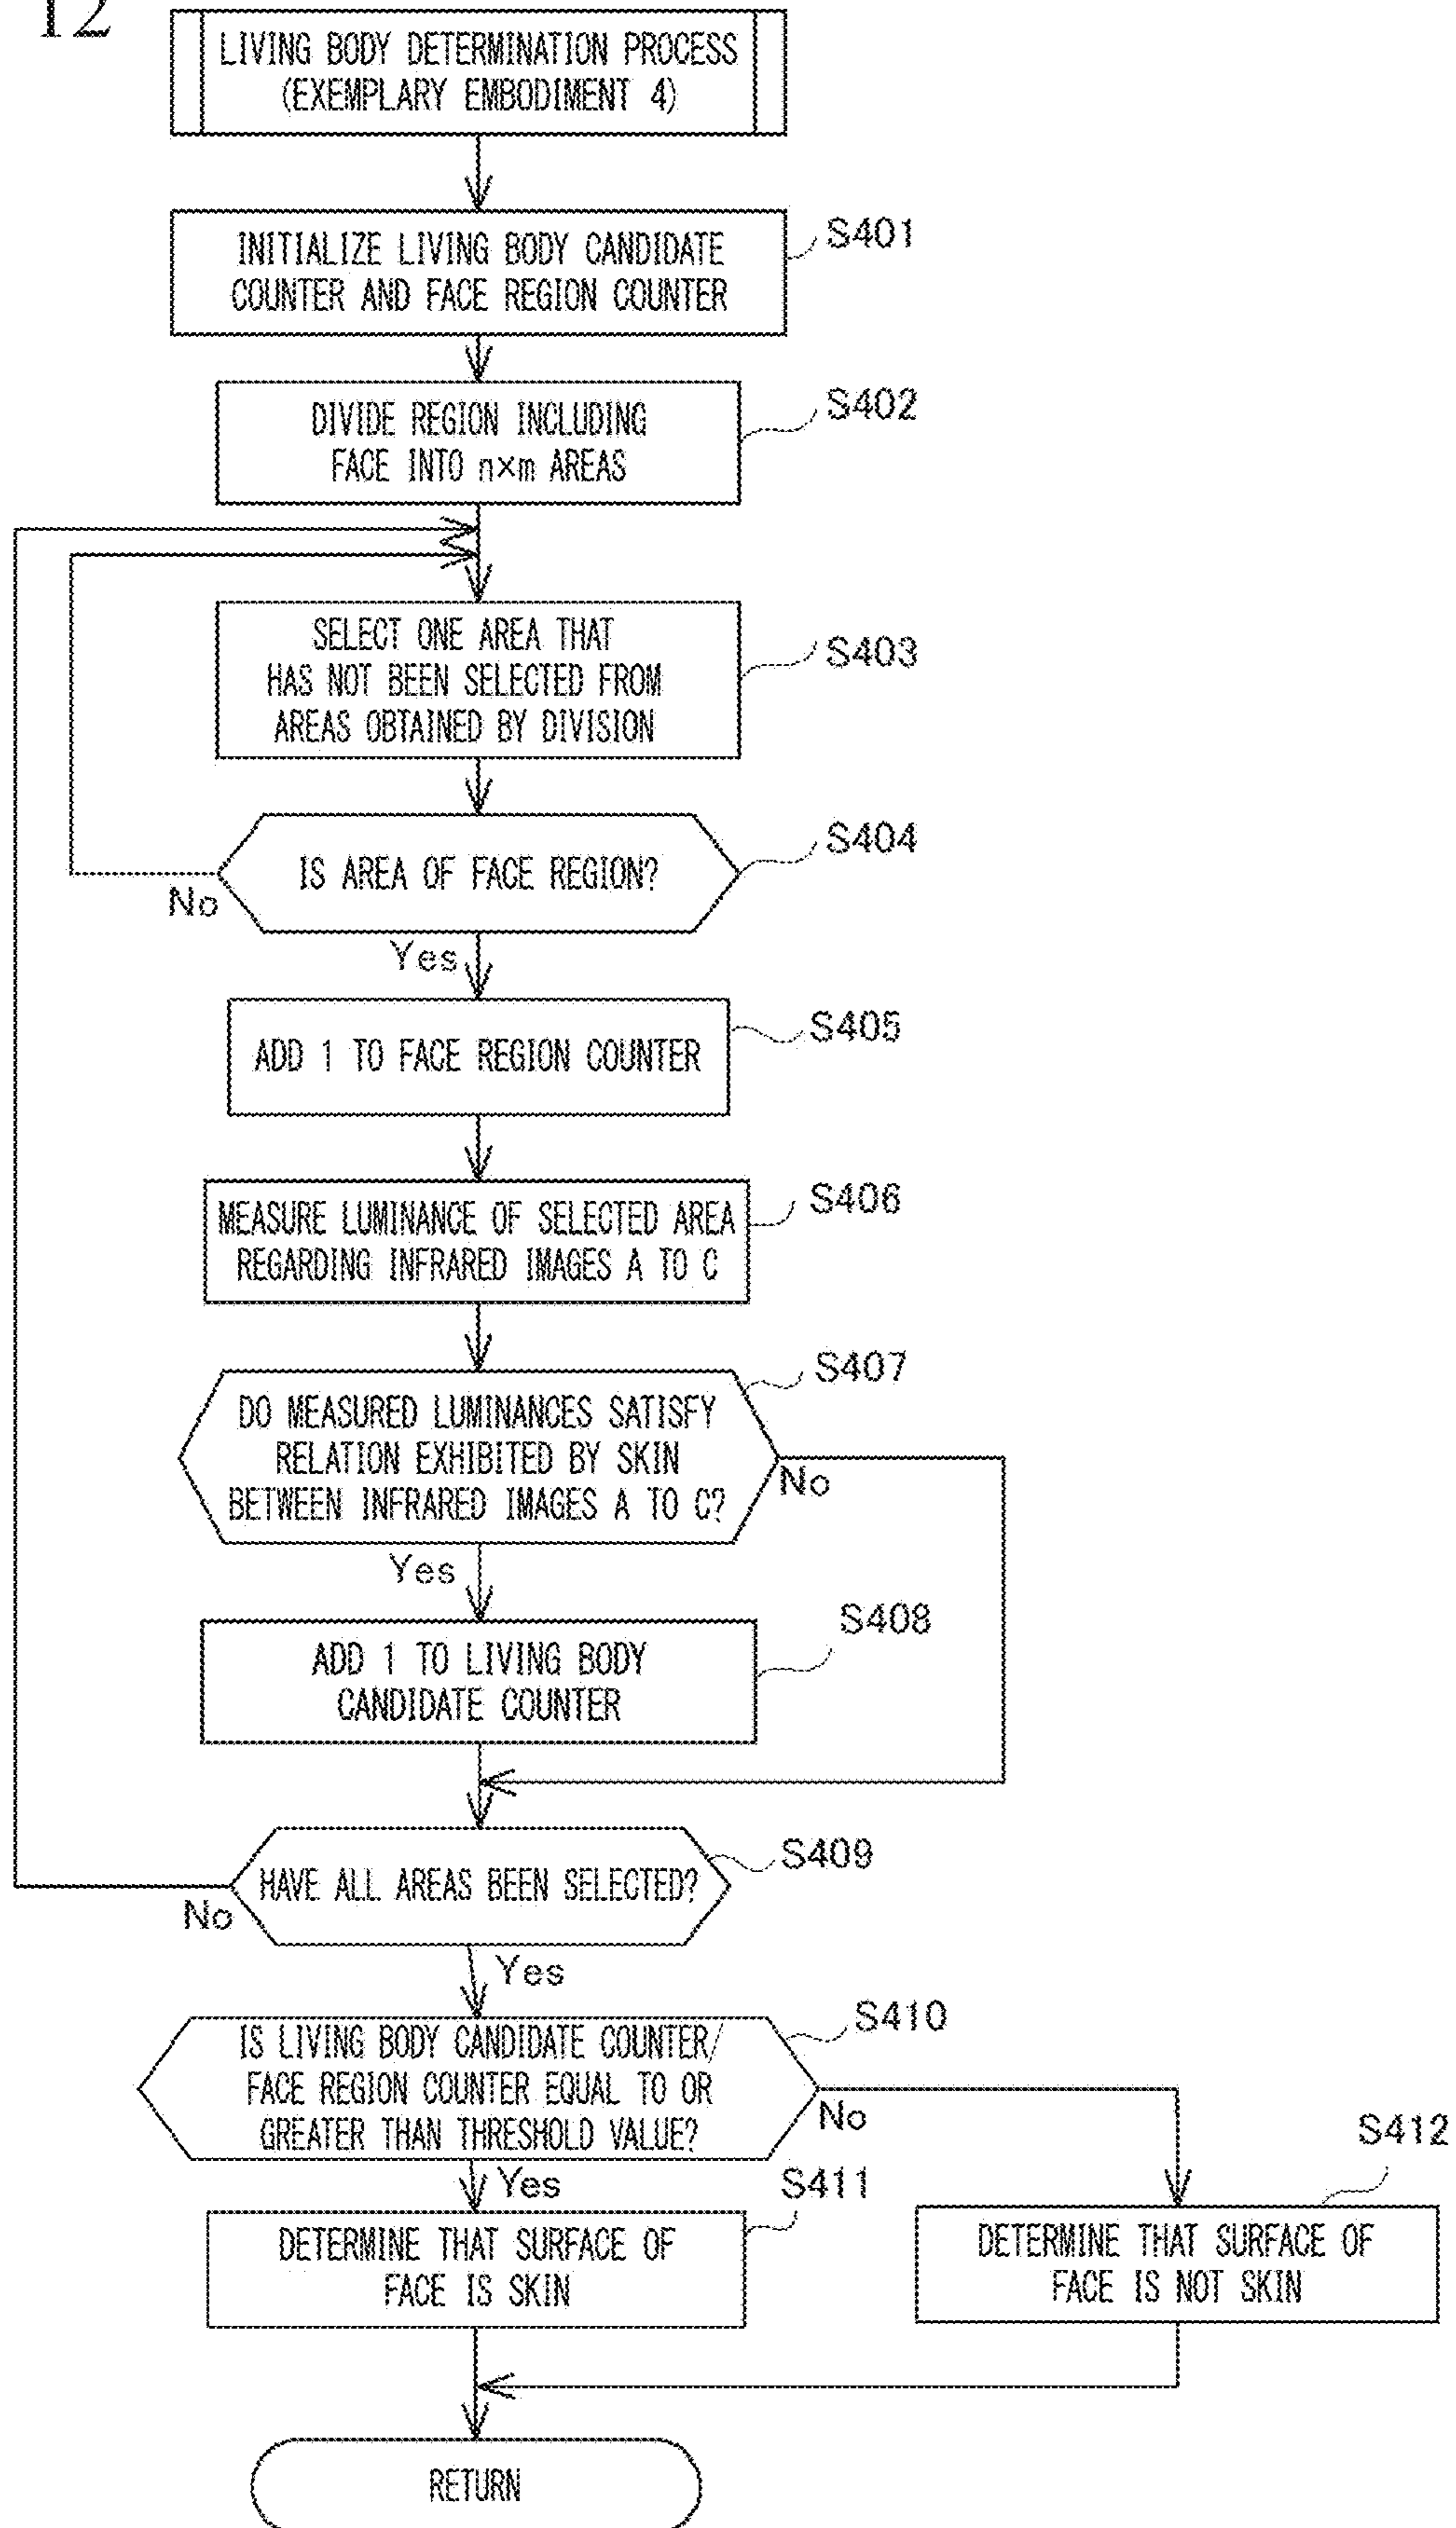 12
LIVING BODY DETERMINATION PROCESS
(EXEMPLARY EMBODIMENT 4)
INITIALIZE LIVING BODY CANDIDATE
COUNTER AND FACE REGION COUNTER
S401
DIVIDE REGION INCLUDING
FACE INTO n×m AREAS
S402
SELECT ONE AREA THAT
HAS NOT BEEN SELECTED FROM
AREAS OBTAINED BY DIVISION
S403
IS AREA OF FACE REGION?
S404
No
Yes
ADD 1 TO FACE REGION COUNTER
S405
MEASURE LUMINANCE OF SELECTED AREA
REGARDING INFRARED IMAGES A TO C
S406
DO MEASURED LUMINANCES SATISFY
RELATION EXHIBITED BY SKIN
BETWEEN INFRARED IMAGES A TO C?
S407
No
Yes
ADD 1 TO LIVING BODY
CANDIDATE COUNTER
S408
HAVE ALL AREAS BEEN SELECTED?
S409
No
Yes
IS LIVING BODY CANDIDATE COUNTER/
FACE REGION COUNTER EQUAL TO OR
GREATER THAN THRESHOLD VALUE?
S410
No
Yes
DETERMINE THAT SURFACE OF
FACE IS SKIN
S411
DETERMINE THAT SURFACE OF
FACE IS NOT SKIN
S412
RETURN